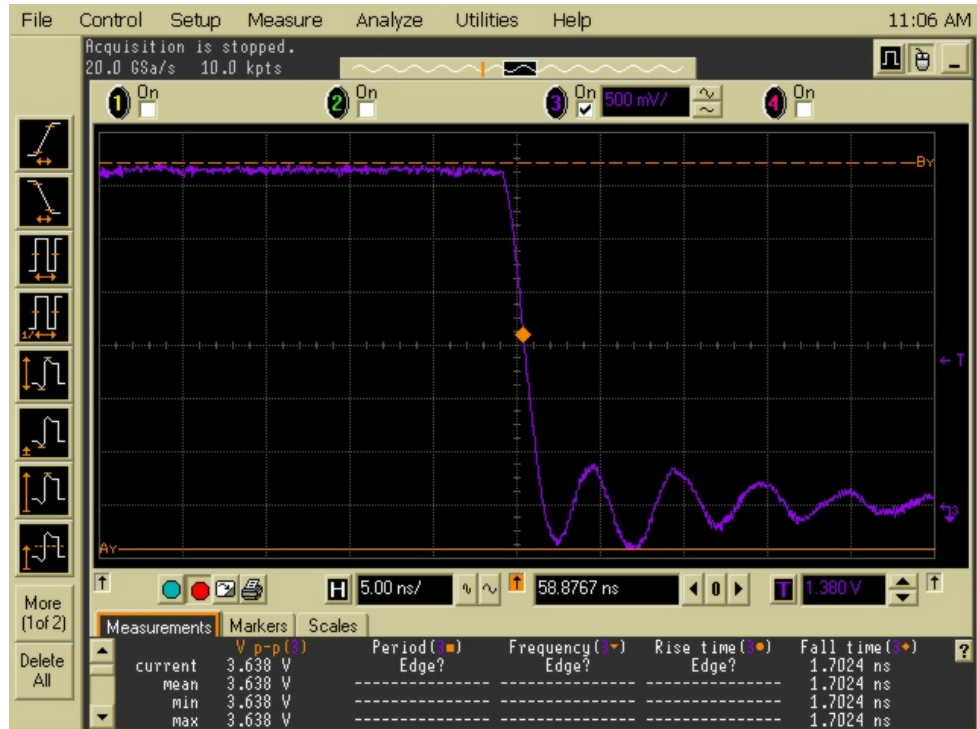 File Control Setup Measure Analyze Utilities Help 11:06 AM
Acquisition is stopped.
20.0 GSa/s 10.0 kpts
1 On 2 On 3 On 500 mV/ 4 On
By
T
3
Ay
1/
H 5.00 ns/ 58.8767 ns 0 T 1.380 V
More
(1of 2)
Delete
All
Measurements Markers Scales
V p-p(3) Period(3) Frequency(3) Rise time(3) Fall time(3) ?
current 3.638 V Edge? Edge? Edge? 1.7024 ns
mean 3.638 V ---------------- ---------------- ---------------- 1.7024 ns
min 3.638 V ---------------- ---------------- ---------------- 1.7024 ns
max 3.638 V ---------------- ---------------- ---------------- 1.7024 ns